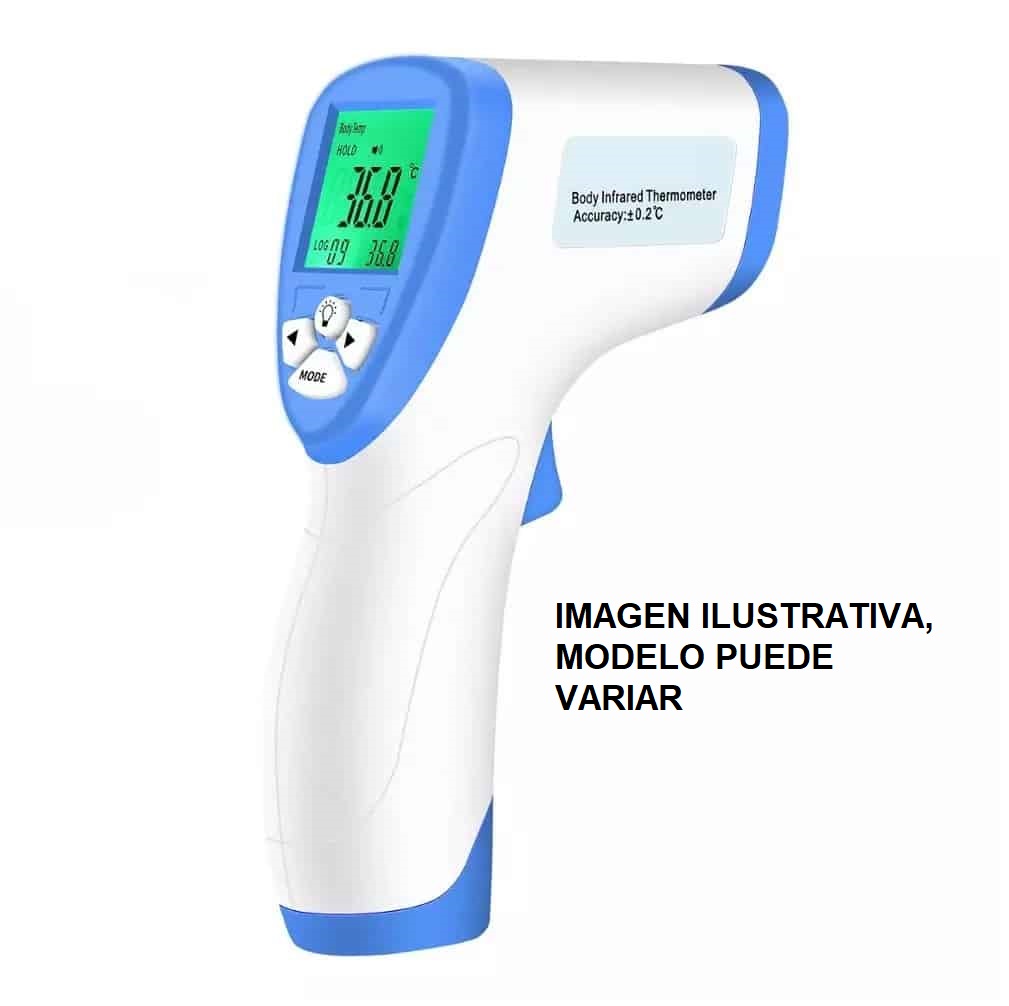 Body Temp
HOLD
36.8 °C
LOG 09 36.8
MODE
Body Infrared Thermometer
Accuracy:±0.2℃
IMAGEN ILUSTRATIVA,
MODELO PUEDE
VARIAR